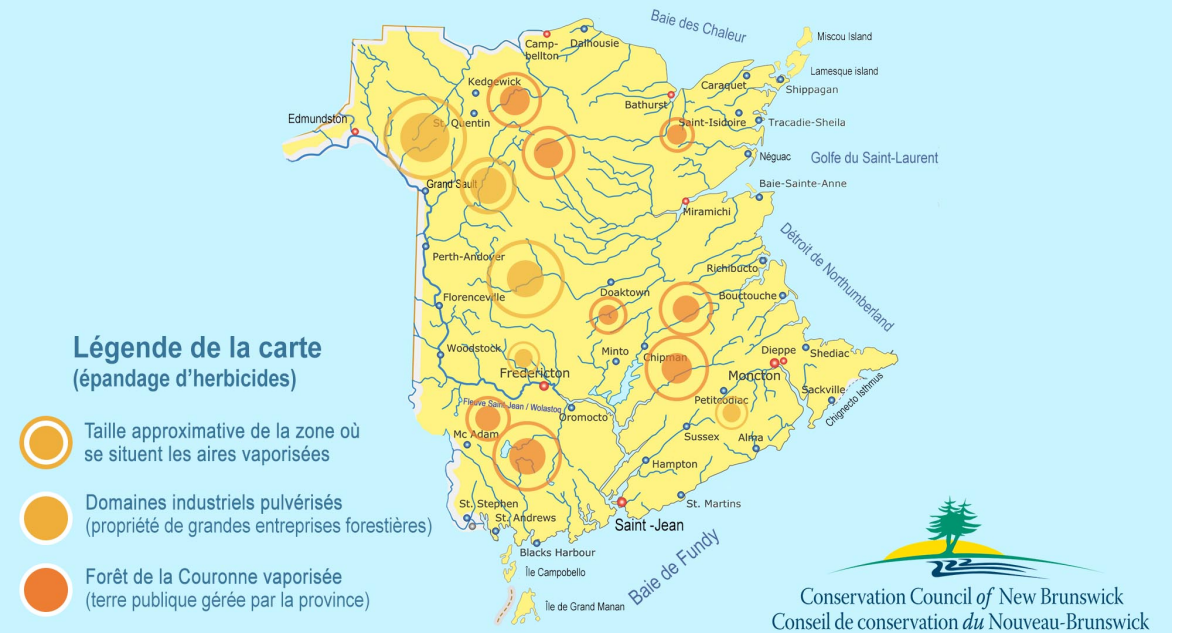 Baie des Chaleur
Miscou Island
Camp-
bellton
Dalhousie
Lamesque island
Kedgewick
Caraquet
Shippagan
Bathurst
Edmundston
St. Quentin
Saint-Isidoire
Tracadie-Sheila
Néguac
Golfe du Saint-Laurent
Grand Sault
Baie-Sainte-Anne
Miramichi
Détroit de Northumberland
Perth-Andover
Richibucto
Doaktown
Bouctouche
Florenceville
Woodstock
Minto
Chipman
Dieppe
Shediac
Fredericton
Moncton
Sackville
Petitcodiac
Chignecto Isthmus
Fleuve Saint-Jean / Wolastoq
Oromocto
Mc Adam
Sussex
Alma
Hampton
St. Stephen
St. Martins
St. Andrews
Saint -Jean
Blacks Harbour
Île Campobello
Baie de Fundy
Île de Grand Manan
Légende de la carte
(épandage d'herbicides)
Taille approximative de la zone où
se situent les aires vaporisées
Domaines industriels pulvérisés
(propriété de grandes entreprises forestières)
Forêt de la Couronne vaporisée
(terre publique gérée par la province)
Conservation Council of New Brunswick
Conseil de conservation du Nouveau-Brunswick